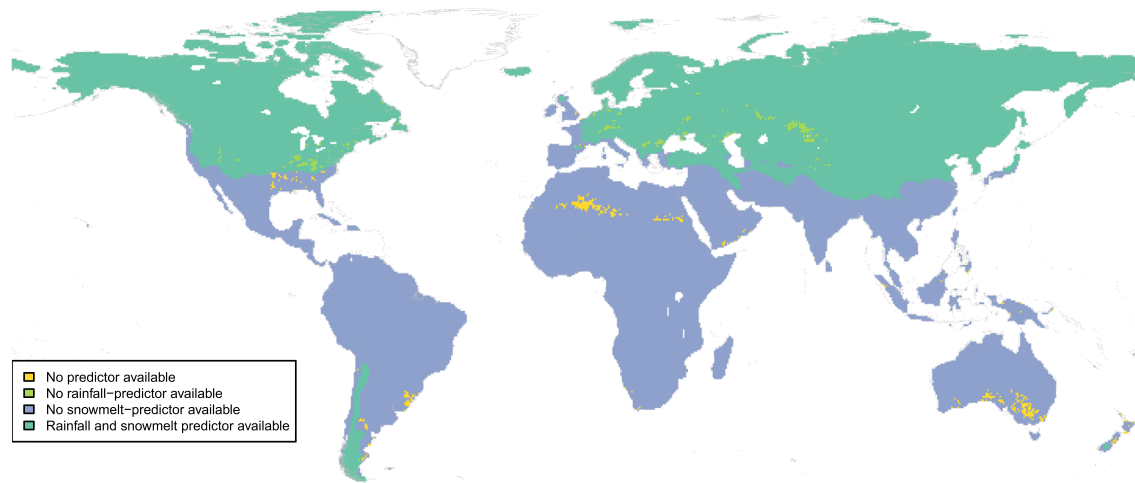 No predictor available
No rainfall−predictor available
No snowmelt−predictor available
Rainfall and snowmelt predictor available